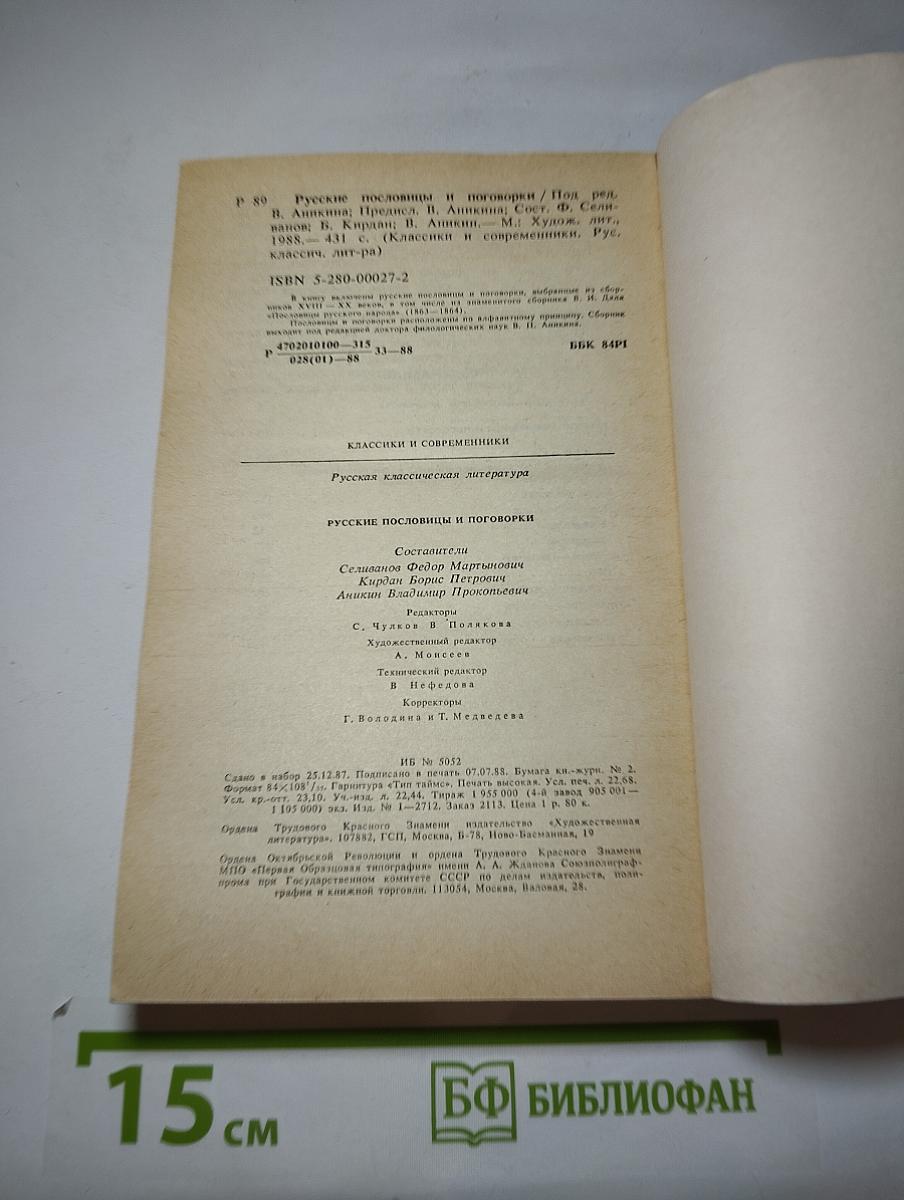 Р 89 Русские пословицы и поговорки / Под ред.
В. Аникина; Предисл. В. Аникина; Сост. Ф. Сели-
ванов; Б. Кирдан; В. Аникин.— М.: Худож. лит.,
1988.— 431 с. (Классики и современники. Рус.
классич. лит-ра)
ISBN 5-280-00027-2
В книгу включены русские пословицы и поговорки, выбранные из сбор-
ников XVIII—XX веков, в том числе из знаменитого сборника В. И. Даля
«Пословицы русского народа» (1863—1864).
Пословицы и поговорки расположены по алфавитному принципу. Сборник
выходит под редакцией доктора филологических наук В. П. Аникина.
Р 4702010100—315
028(01)—88 33—88 ББК 84Р1
КЛАССИКИ И СОВРЕМЕННИКИ
Русская классическая литература
РУССКИЕ ПОСЛОВИЦЫ И ПОГОВОРКИ
Составители
Селиванов Федор Мартынович
Кирдан Борис Петрович
Аникин Владимир Прокопьевич
Редакторы
С. Чулков В Полякова
Художественный редактор
А. Моисеев
Технический редактор
В Нефедова
Корректоры
Г. Володина и Т. Медведева
ИБ № 5052
Сдано в набор 25.12.87. Подписано в печать 07.07.88. Бумага кн.-журн. № 2.
Формат 84×108¹/₃₂. Гарнитура «Тип таймс». Печать высокая. Усл. печ. л. 22,68.
Усл. кр.-отт. 23,10. Уч.-изд. л. 22,44. Тираж 1 955 000 (4-й завод 905 001—
1 105 000) экз. Изд. № 1—2712. Заказ 2113. Цена 1 р. 80 к.
Ордена Трудового Красного Знамени издательство «Художественная
литература». 107882, ГСП, Москва, Б-78, Ново-Басманная, 19
Ордена Октябрьской Революции и ордена Трудового Красного Знамени
МПО «Первая Образцовая типография» имени А. А. Жданова Союзполиграф-
прома при Государственном комитете СССР по делам издательств, поли-
графии и книжной торговли. 113054, Москва, Валовая, 28.
15 см
БФ БИБЛИОФАН